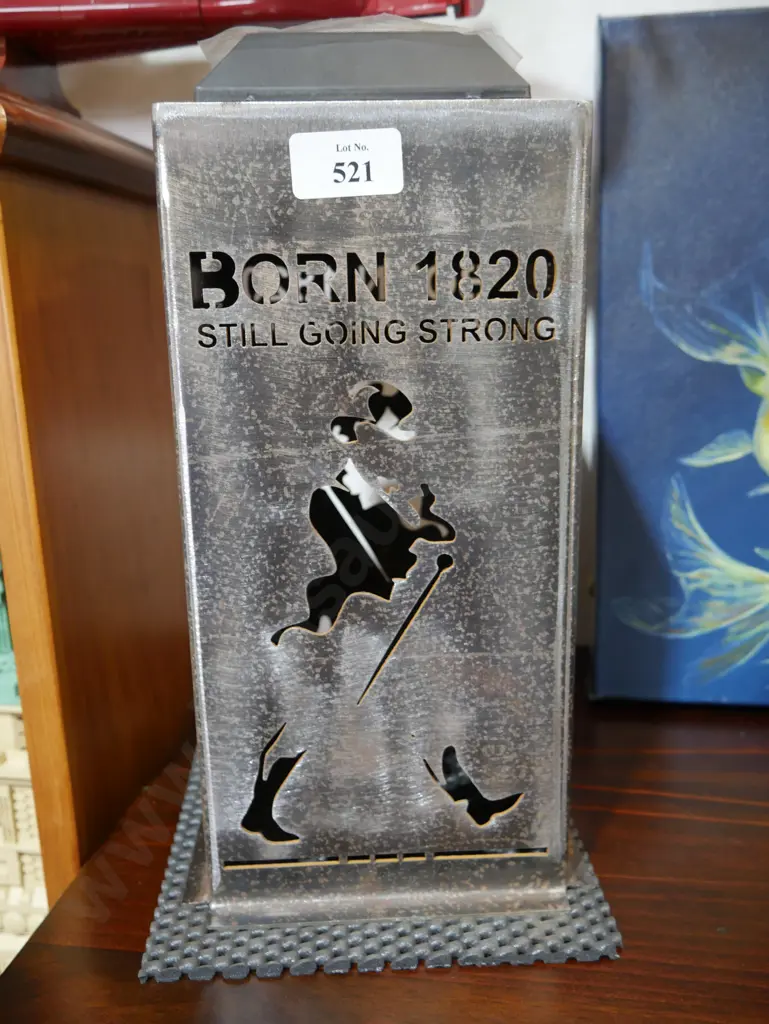 Lot No.
521
BORN 1820
STILL GOING STRONG